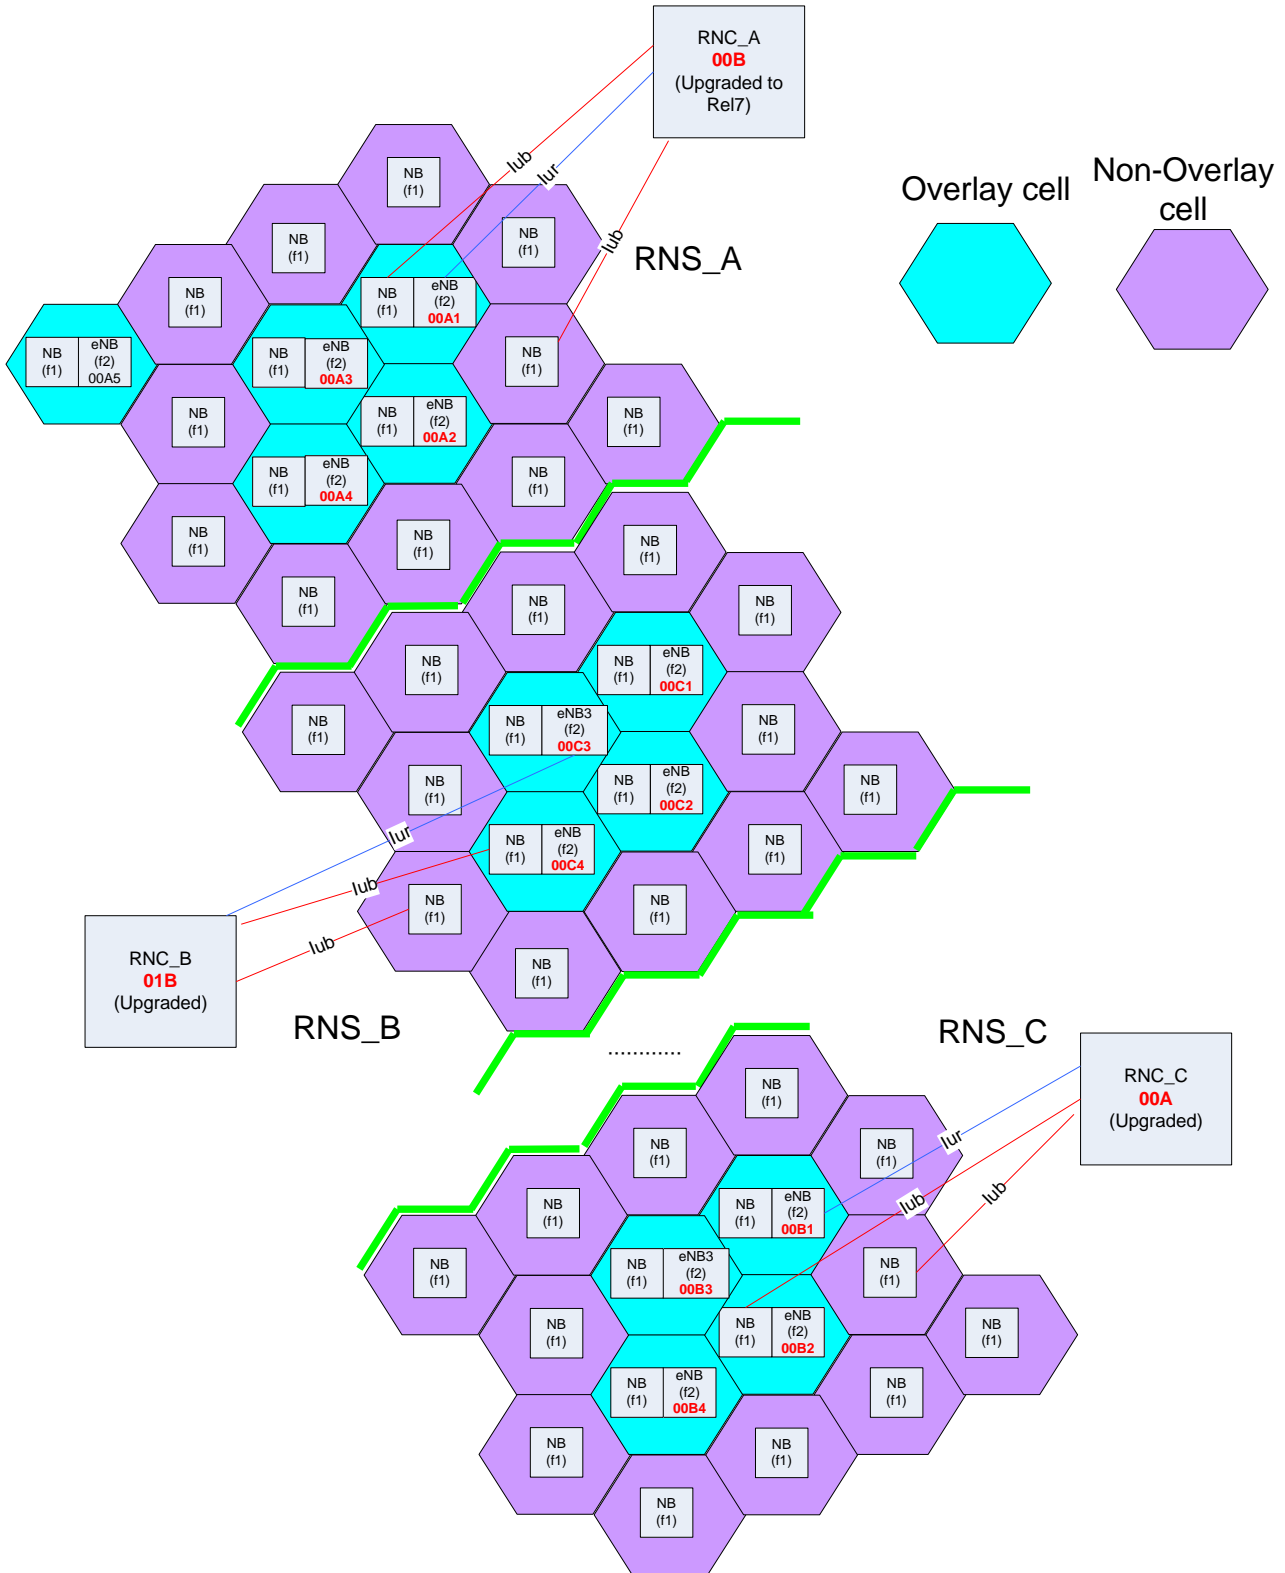 RNC_A
00B
(Upgraded to
Rel7)
Iub
Iur
Iub
Overlay cell
Non-Overlay
cell
RNS_A
NB
(f1)
NB
(f1)
NB
(f1)
NB
(f1)
NB
(f1)
eNB
(f2)
00A1
NB
(f1)
eNB
(f2)
00A5
NB
(f1)
eNB
(f2)
00A3
NB
(f1)
NB
(f1)
NB
(f1)
eNB
(f2)
00A2
NB
(f1)
NB
(f1)
eNB
(f2)
00A4
NB
(f1)
NB
(f1)
NB
(f1)
NB
(f1)
NB
(f1)
NB
(f1)
NB
(f1)
NB
(f1)
NB
(f1)
eNB
(f2)
00C1
NB
(f1)
NB
(f1)
eNB3
(f2)
00C3
NB
(f1)
NB
(f1)
NB
(f1)
eNB
(f2)
00C2
NB
(f1)
Iur
NB
(f1)
eNB
(f2)
00C4
NB
(f1)
Iub
NB
(f1)
NB
(f1)
Iub
NB
(f1)
RNC_B
01B
(Upgraded)
RNS_B
............
RNS_C
RNC_C
00A
(Upgraded)
NB
(f1)
NB
(f1)
NB
(f1)
Iur
NB
(f1)
NB
(f1)
eNB
(f2)
00B1
Iub
Iub
NB
(f1)
NB
(f1)
eNB3
(f2)
00B3
NB
(f1)
NB
(f1)
NB
(f1)
eNB
(f2)
00B2
NB
(f1)
NB
(f1)
eNB
(f2)
00B4
NB
(f1)
NB
(f1)
NB
(f1)
NB
(f1)